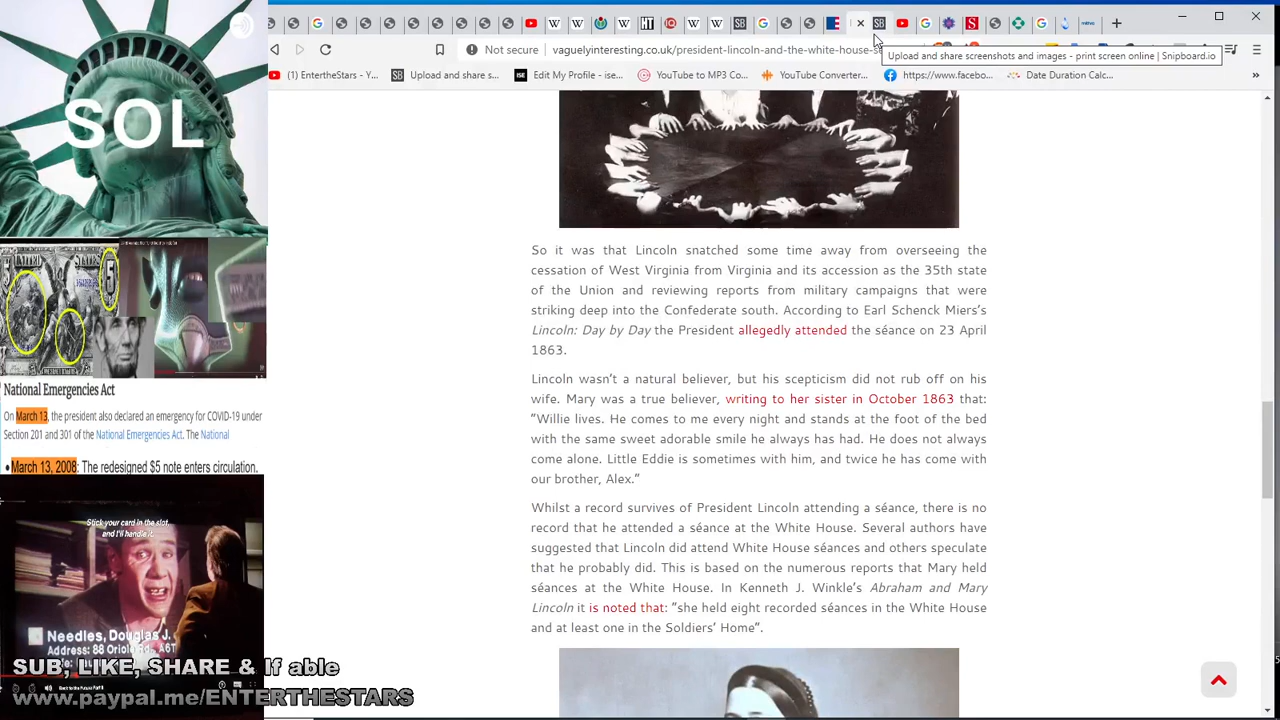 SOL
5
5
National Emergencies Act
On March 13, the president also declared an emergency for COVID-19 under
Section 201 and 301 of the National Emergencies Act. The National
•March 13, 2008: The redesigned $5 note enters circulation.
Stick your card in the slot,
and I'll handle it.
Needles, Douglas J.
Address: 88 Oriole Rd., A6T
SUB, LIKE, SHARE & If able
www.paypal.me/ENTERTHESTARS
Not secure
vaguelyinteresting.co.uk/president-lincoln-and-the-white-house-s
Upload and share screenshots and images - print screen online | Snipboard.io
(1) EntertheStars - Y...
Upload and share s...
Edit My Profile - ise...
YouTube to MP3 Co...
YouTube Converter...
https://www.facebo...
Date Duration Calc...
So it was that Lincoln snatched some time away from overseeing the
cessation of West Virginia from Virginia and its accession as the 35th state
of the Union and reviewing reports from military campaigns that were
striking deep into the Confederate south. According to Earl Schenck Miers's
Lincoln: Day by Day the President allegedly attended the séance on 23 April
1863.
Lincoln wasn't a natural believer, but his scepticism did not rub off on his
wife. Mary was a true believer, writing to her sister in October 1863 that:
"Willie lives. He comes to me every night and stands at the foot of the bed
with the same sweet adorable smile he always has had. He does not always
come alone. Little Eddie is sometimes with him, and twice he has come with
our brother, Alex."
Whilst a record survives of President Lincoln attending a séance, there is no
record that he attended a séance at the White House. Several authors have
suggested that Lincoln did attend White House séances and others speculate
that he probably did. This is based on the numerous reports that Mary held
séances at the White House. In Kenneth J. Winkle's Abraham and Mary
Lincoln it is noted that: "she held eight recorded séances in the White House
and at least one in the Soldiers' Home".